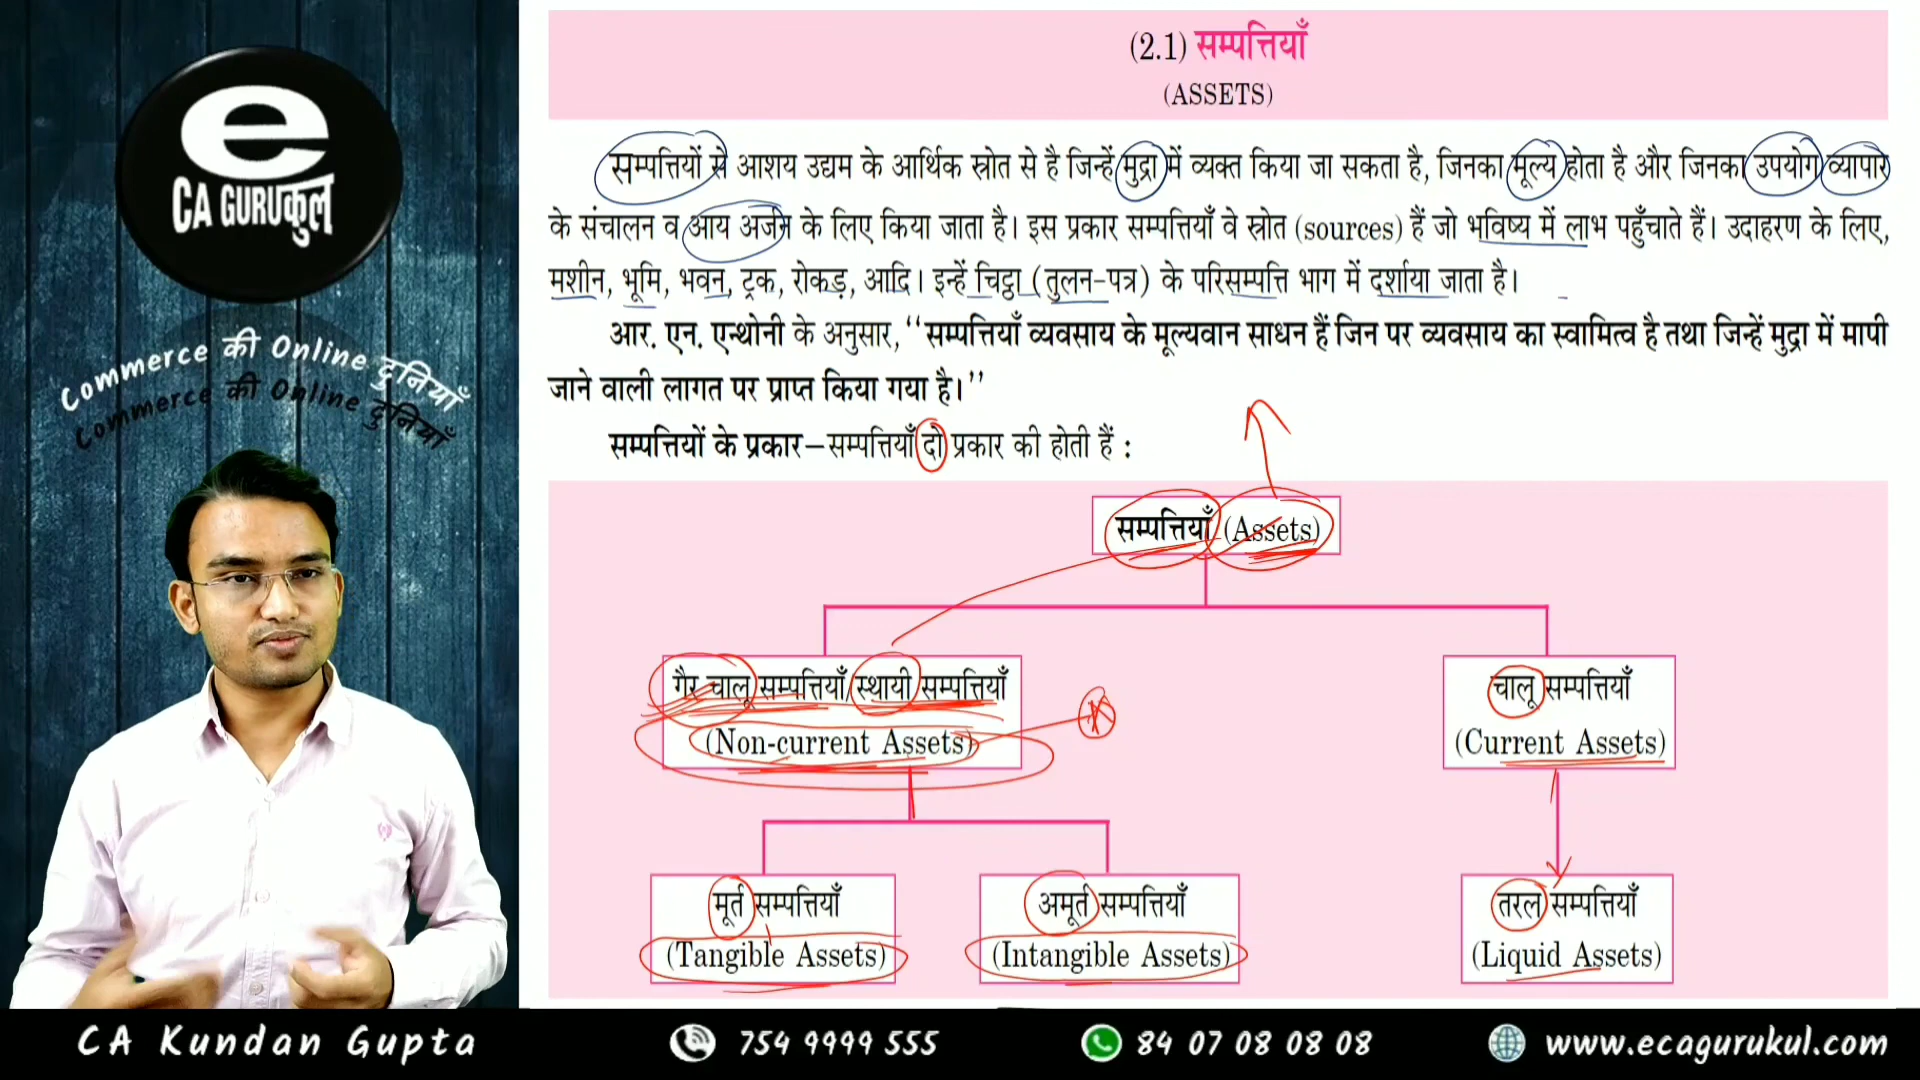 e
CA GURUकुल
Commerce की Online दुनियाँ
Commerce की Online दुनियाँ
(2.1) सम्पत्तियाँ
(ASSETS)
सम्पत्तियों से आशय उद्यम के आर्थिक स्रोत से है जिन्हें मुद्रा में व्यक्त किया जा सकता है, जिनका मूल्य होता है और जिनका उपयोग व्यापार
के संचालन व आय अर्जन के लिए किया जाता है। इस प्रकार सम्पत्तियाँ वे स्रोत (sources) हैं जो भविष्य में लाभ पहुँचाते हैं। उदाहरण के लिए,
मशीन, भूमि, भवन, ट्रक, रोकड़, आदि। इन्हें चिट्ठा (तुलन-पत्र) के परिसम्पत्ति भाग में दर्शाया जाता है।
आर. एन. एन्थोनी के अनुसार, ‘‘सम्पत्तियाँ व्यवसाय के मूल्यवान साधन हैं जिन पर व्यवसाय का स्वामित्व है तथा जिन्हें मुद्रा में मापी
जाने वाली लागत पर प्राप्त किया गया है।’’
सम्पत्तियों के प्रकार–सम्पत्तियाँ दो प्रकार की होती हैं :
सम्पत्तियाँ (Assets)
गैर चालू सम्पत्तियाँ/स्थायी सम्पत्तियाँ
(Non-current Assets)
चालू सम्पत्तियाँ
(Current Assets)
मूर्त सम्पत्तियाँ
(Tangible Assets)
अमूर्त सम्पत्तियाँ
(Intangible Assets)
तरल सम्पत्तियाँ
(Liquid Assets)
CA Kundan Gupta
754 9999 555
84 07 08 08 08
www.ecagurukul.com